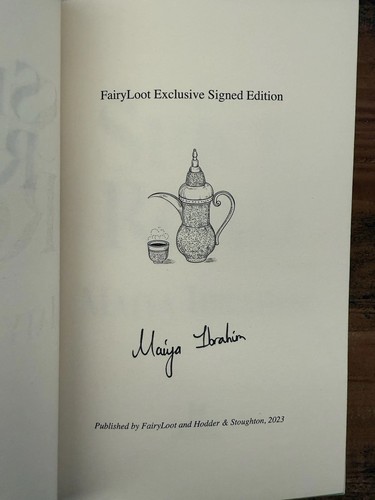 FairyLoot Exclusive Signed Edition
Maiya Ibrahim
Published by FairyLoot and Hodder & Stoughton, 2023